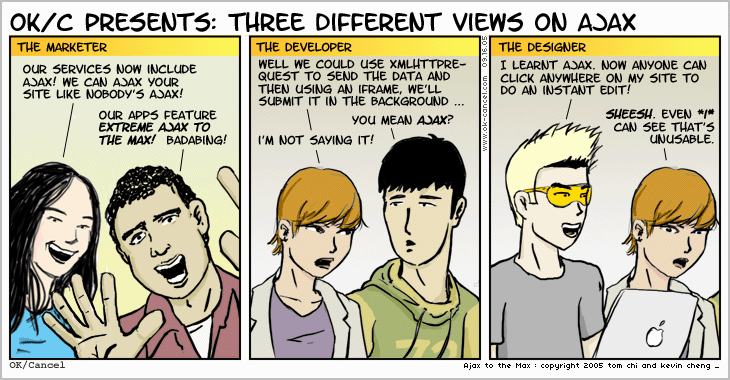 OK/C PRESENTS: THREE DIFFERENT VIEWS ON AJAX
THE MARKETER
OUR SERVICES NOW INCLUDE
AJAX! WE CAN AJAX YOUR
SITE LIKE NOBODY'S AJAX!
OUR APPS FEATURE
EXTREME AJAX TO
THE MAX! BADABING!
THE DEVELOPER
WELL WE COULD USE XMLHTTPRE-
QUEST TO SEND THE DATA AND
THEN USING AN IFRAME, WE'LL
SUBMIT IT IN THE BACKGROUND ...
YOU MEAN AJAX?
I'M NOT SAYING IT!
www.ok-cancel.com 09.16.05
THE DESIGNER
I LEARNT AJAX. NOW ANYONE CAN
CLICK ANYWHERE ON MY SITE TO
DO AN INSTANT EDIT!
SHEESH. EVEN *I*
CAN SEE THAT'S
UNUSABLE.
OK/Cancel
Ajax to the Max : copyright 2005 tom chi and kevin cheng _